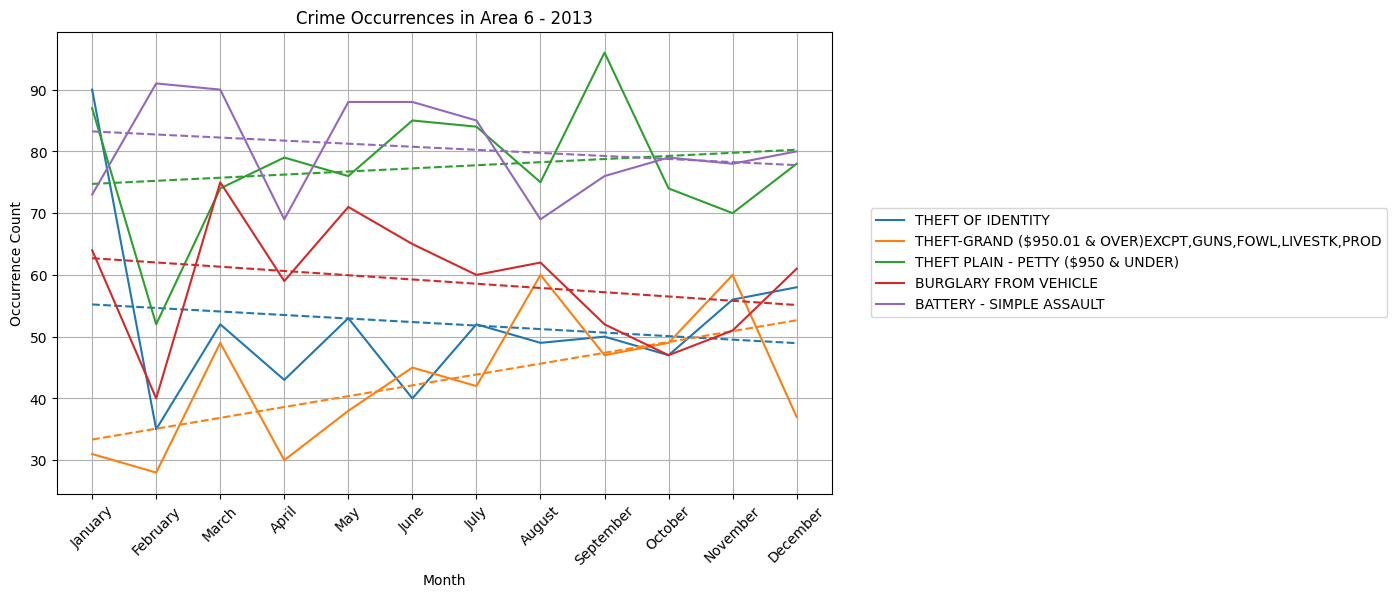 Crime Occurrences in Area 6 - 2013
Occurrence Count
90
80
70
60
50
40
30
January
February
March
April
May
June
July
August
September
October
November
December
Month
THEFT OF IDENTITY
THEFT-GRAND ($950.01 & OVER)EXCPT,GUNS,FOWL,LIVESTK,PROD
THEFT PLAIN - PETTY ($950 & UNDER)
BURGLARY FROM VEHICLE
BATTERY - SIMPLE ASSAULT